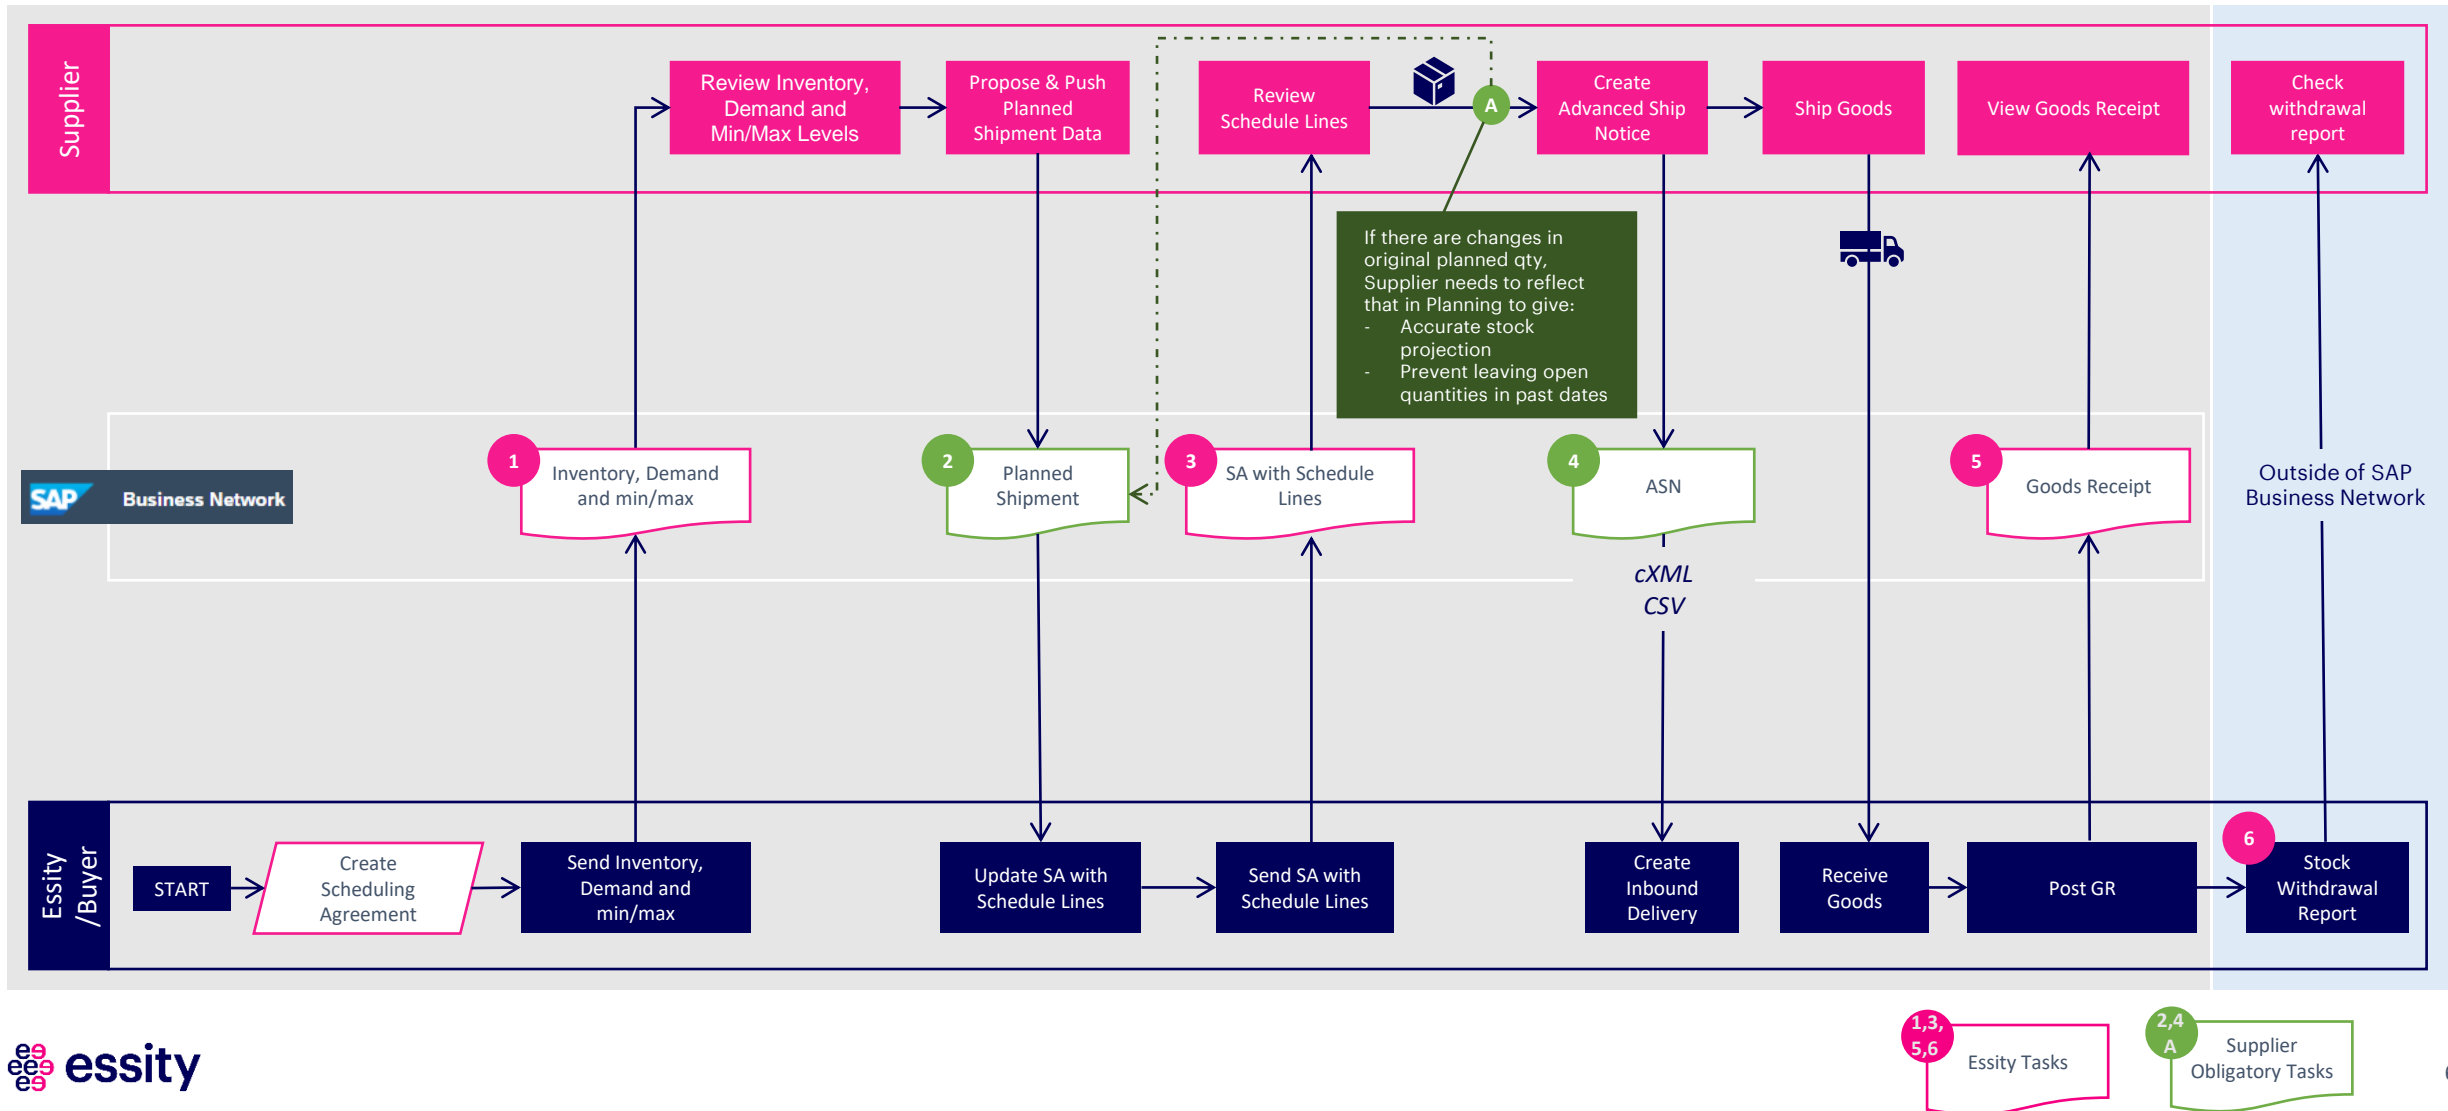 Supplier
Review Inventory,
Demand and
Min/Max Levels
Propose & Push
Planned
Shipment Data
Review
Schedule Lines
A
Create
Advanced Ship
Notice
Ship Goods
View Goods Receipt
Check
withdrawal
report
If there are changes in
original planned qty,
Supplier needs to reflect
that in Planning to give:
- Accurate stock
projection
- Prevent leaving open
quantities in past dates
SAP Business Network
1
Inventory, Demand
and min/max
2
Planned
Shipment
3
SA with Schedule
Lines
4
ASN
5
Goods Receipt
Outside of SAP
Business Network
cXML
CSV
Essity
/Buyer
START
Create
Scheduling
Agreement
Send Inventory,
Demand and
min/max
Update SA with
Schedule Lines
Send SA with
Schedule Lines
Create
Inbound
Delivery
Receive
Goods
Post GR
6
Stock
Withdrawal
Report
essity
1,3,
5,6
Essity Tasks
2,4
A
Supplier
Obligatory Tasks